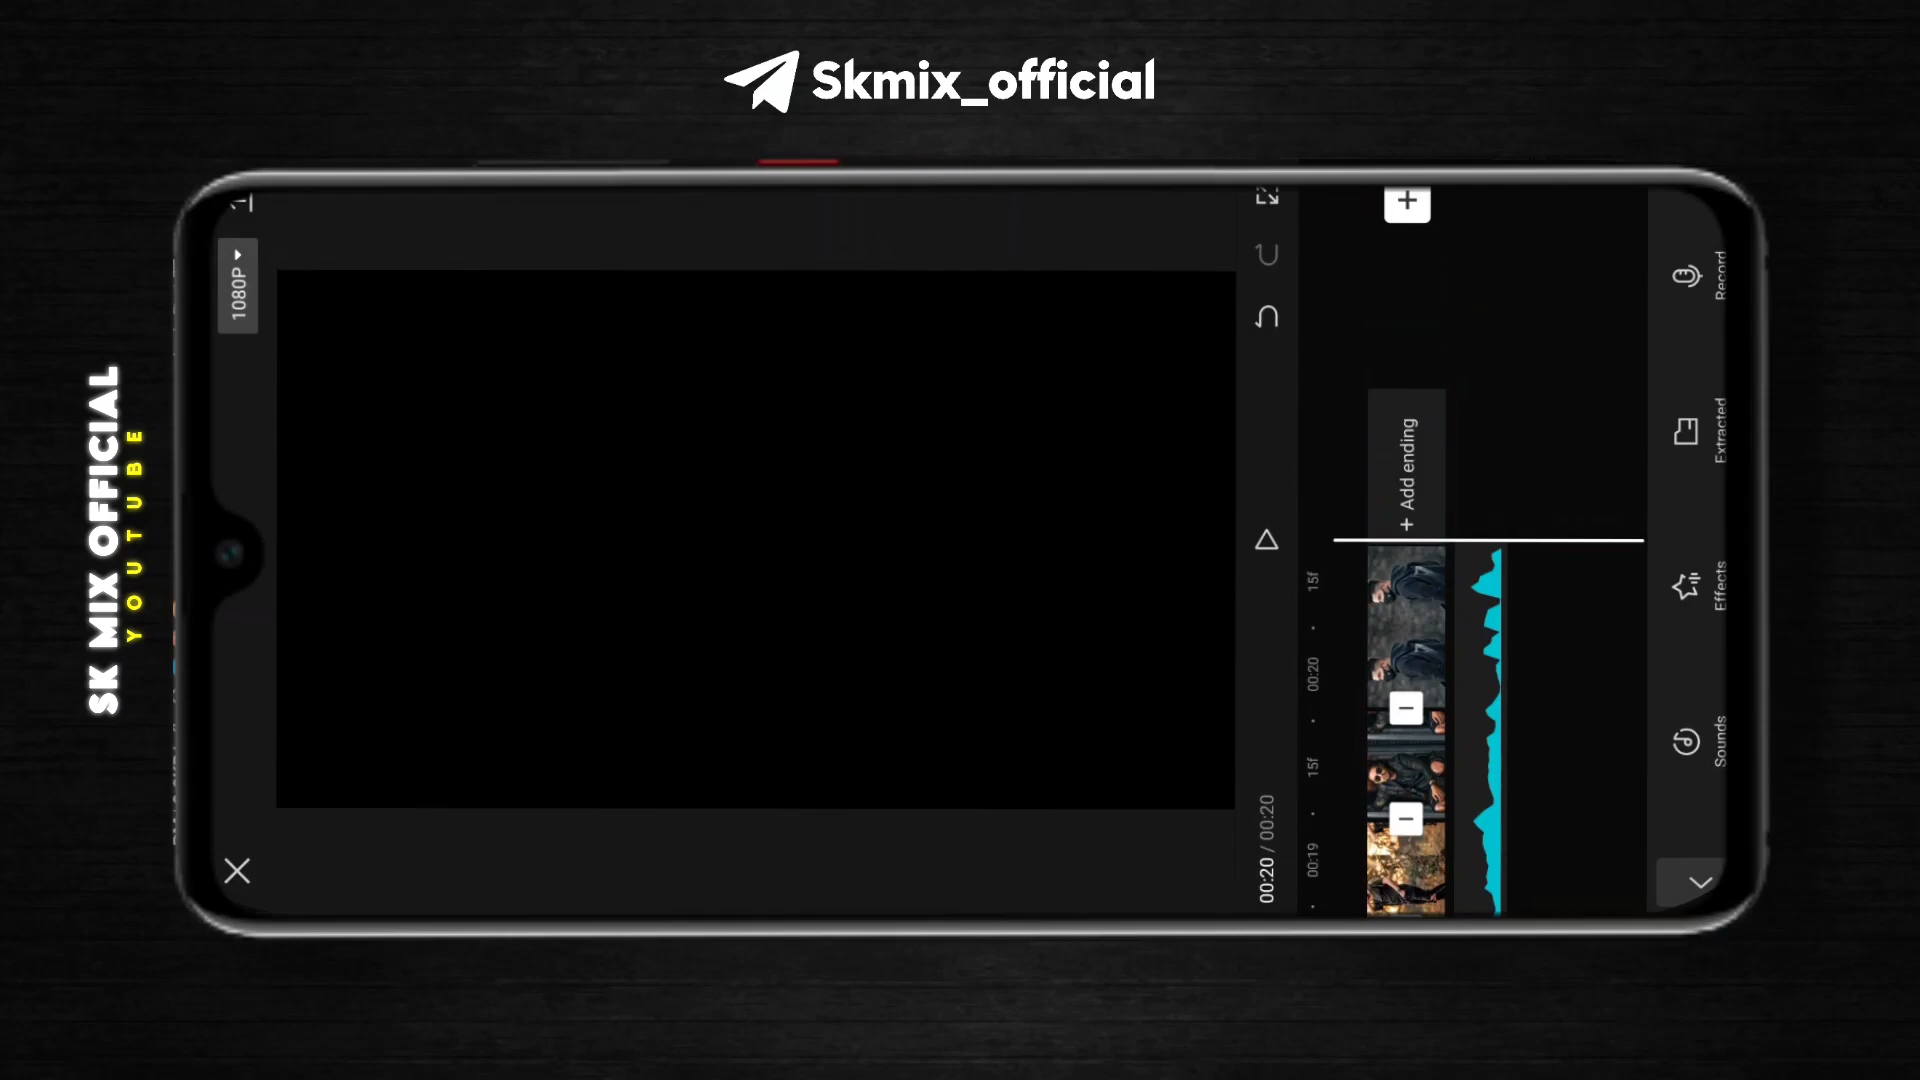 Skmix_official
SK MIX OFFICIAL
YOUTUBE
1080P
00:20 / 00:20
00:19
15f
00:20
15f
+ Add ending
Sounds
Effects
Extracted
Record